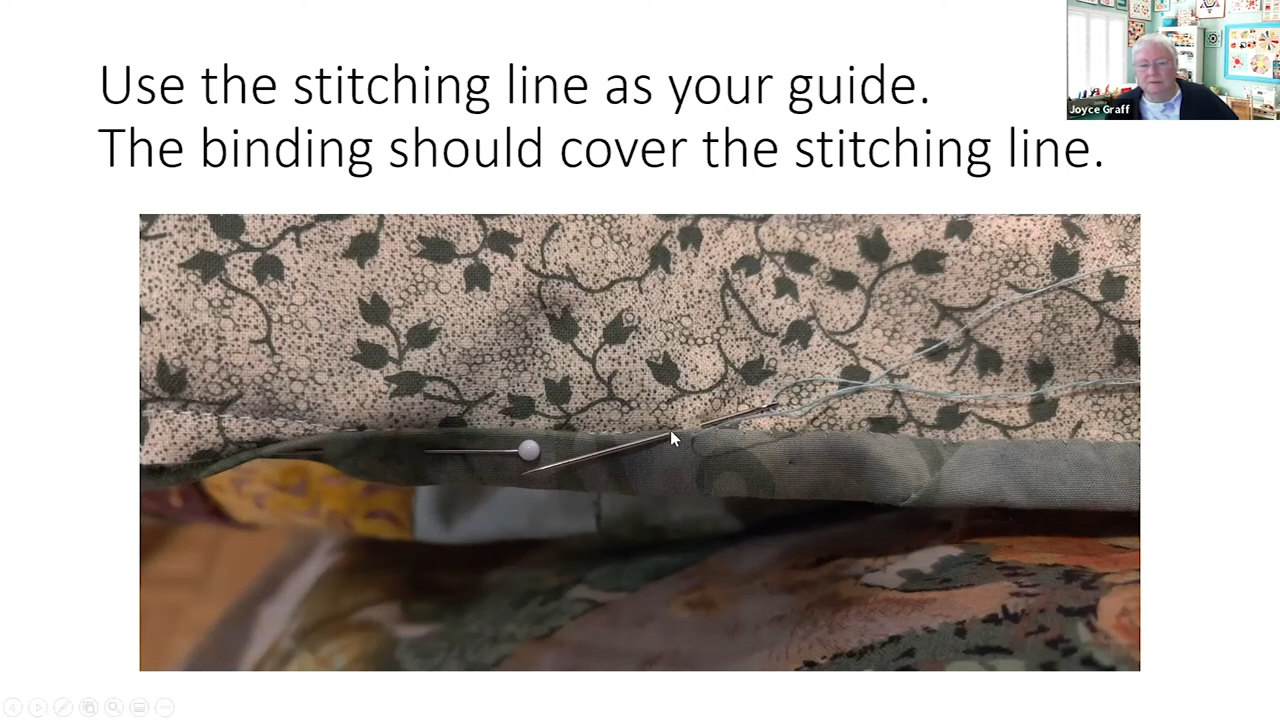 Use the stitching line as your guide.
The binding should cover the stitching line.
Joyce Graff